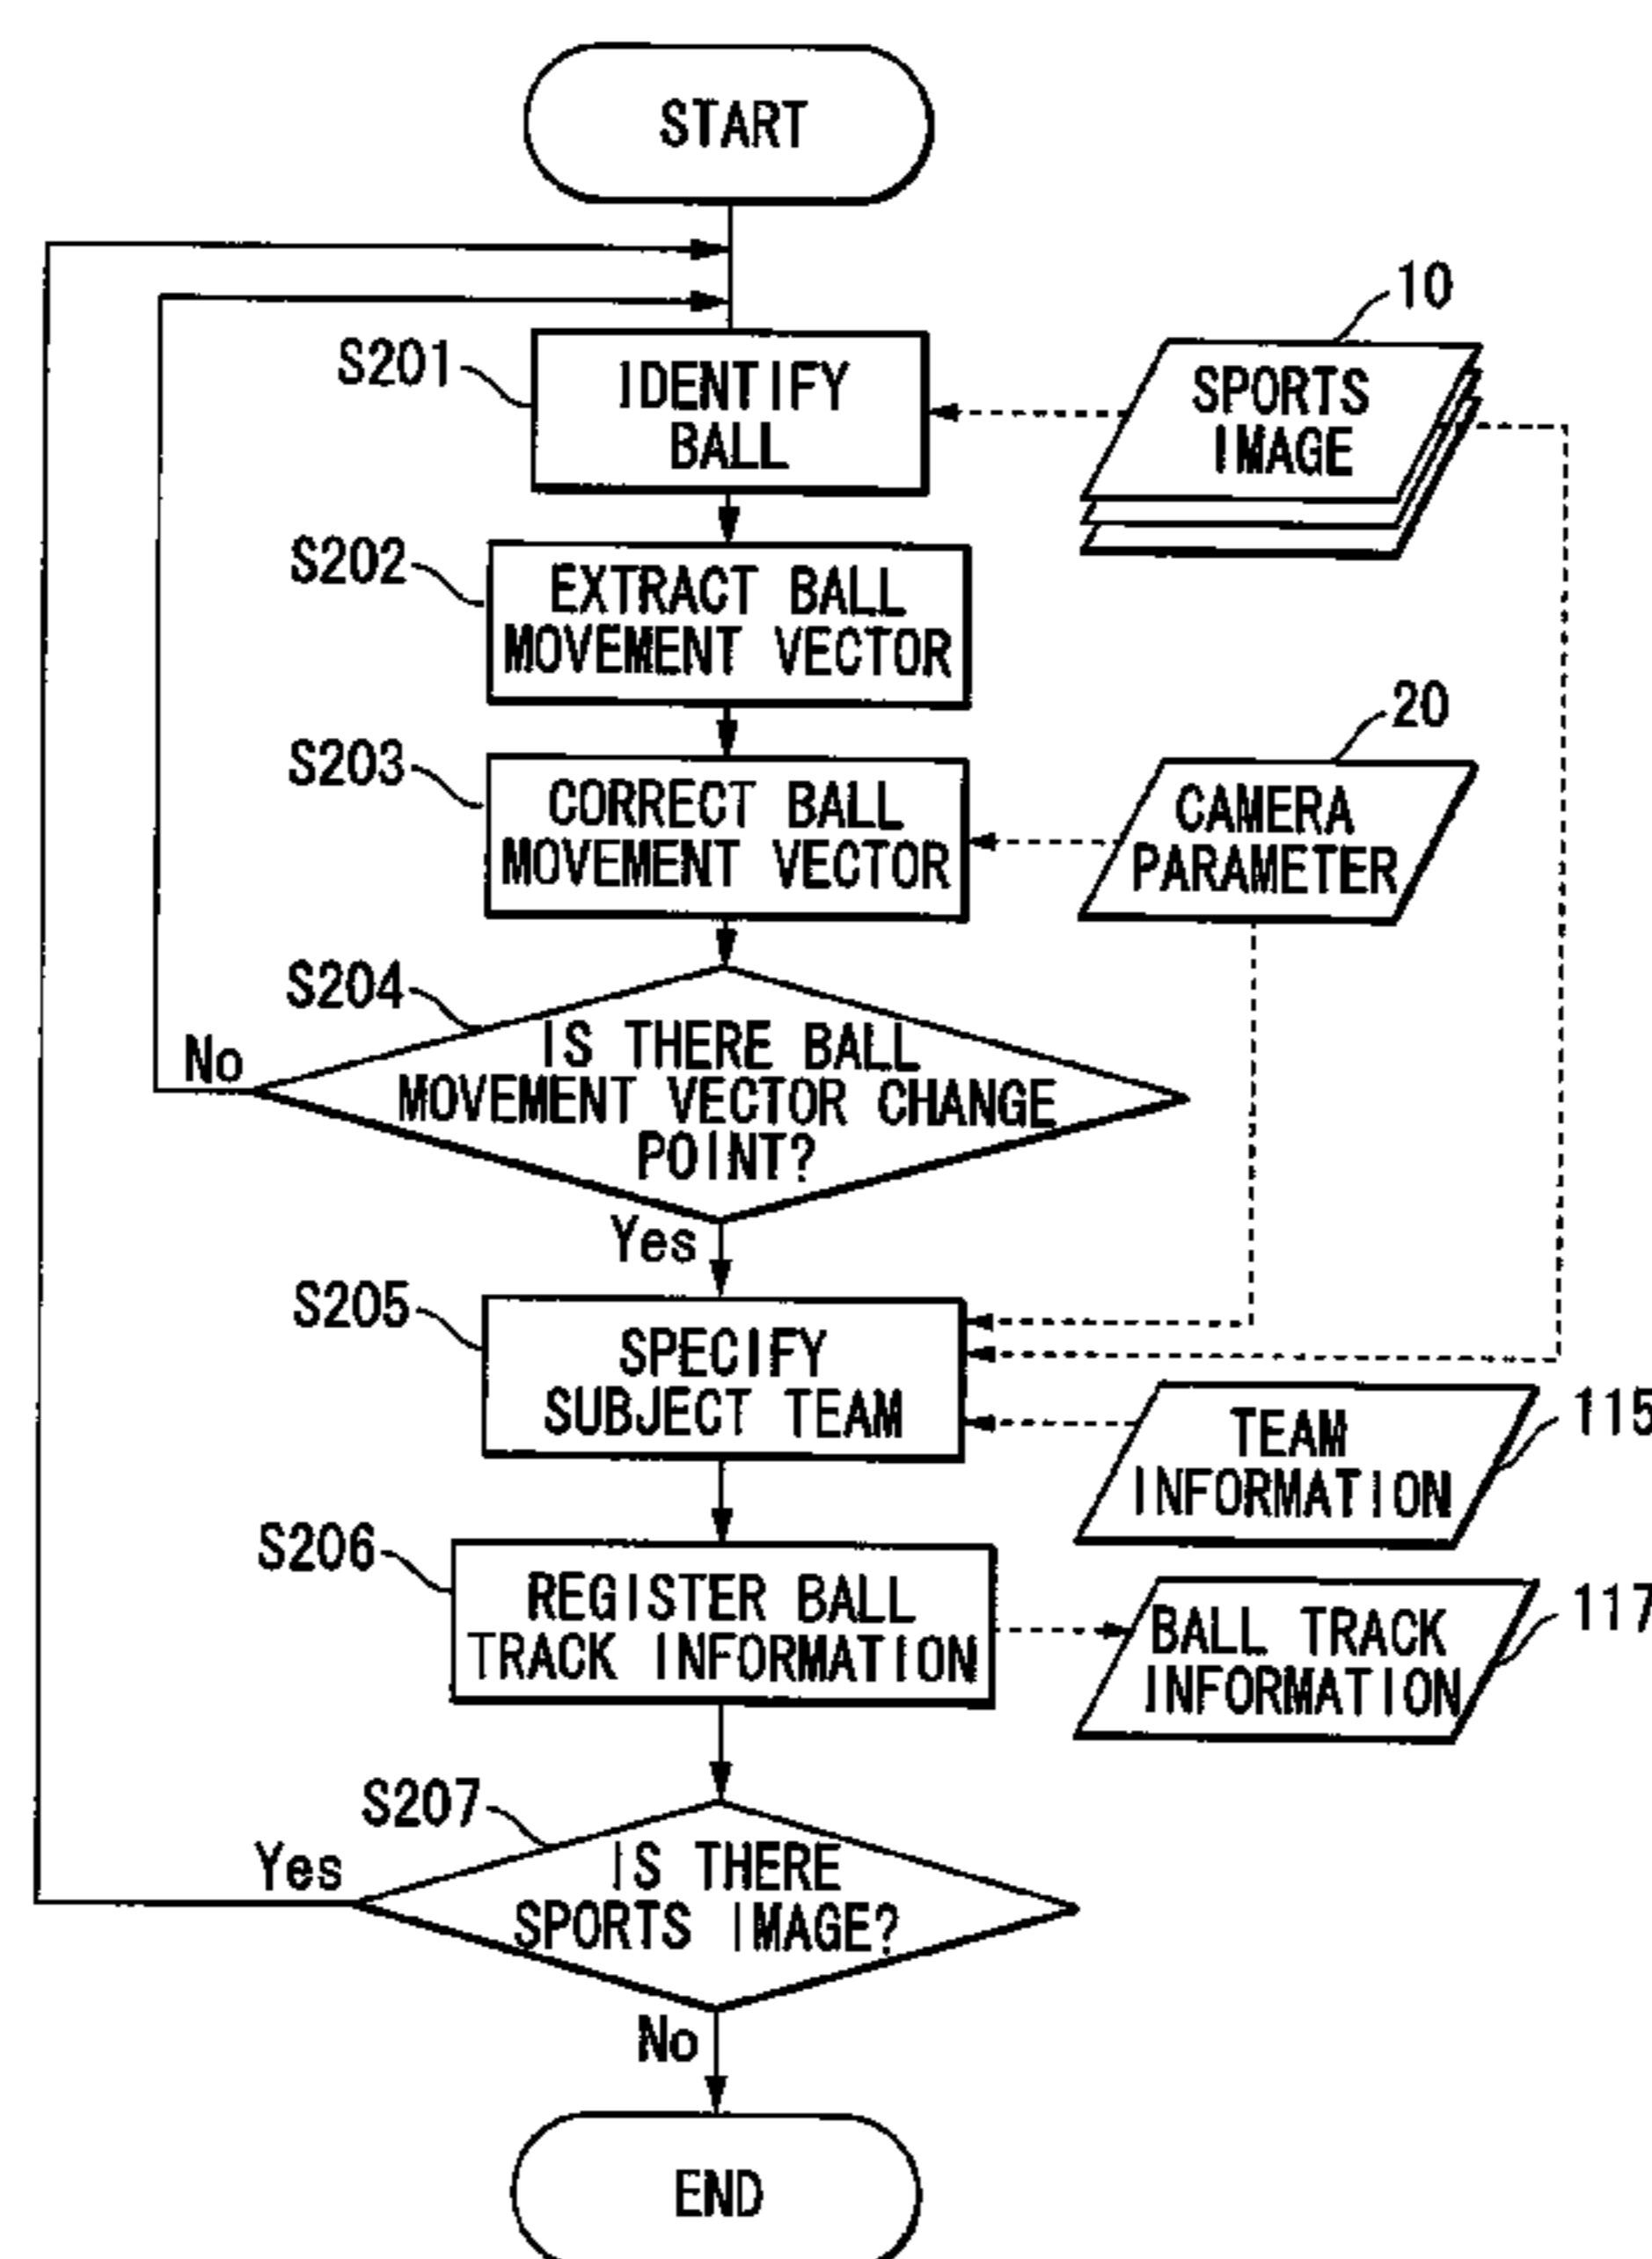 START
10
S201
IDENTIFY
BALL
SPORTS
IMAGE
S202
EXTRACT BALL
MOVEMENT VECTOR
20
S203
CORRECT BALL
MOVEMENT VECTOR
CAMERA
PARAMETER
S204
IS THERE BALL
MOVEMENT VECTOR CHANGE
POINT?
No
Yes
S205
SPECIFY
SUBJECT TEAM
115
TEAM
INFORMATION
S206
REGISTER BALL
TRACK INFORMATION
117
BALL TRACK
INFORMATION
S207
IS THERE
SPORTS IMAGE?
Yes
No
END